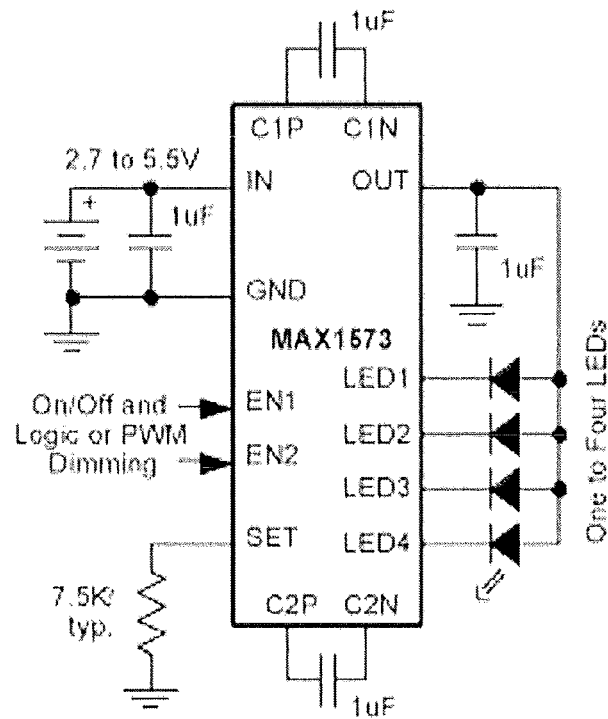 1uF
C1P C1N
2.7 to 5.5V
IN OUT
+
1uF
1uF
GND
MAX1573
LED1
On/Off and
Logic or PWM
Dimming
EN1
EN2
LED2
LED3
SET LED4
One to Four LEDs
7.5K
typ.
C2P C2N
1uF